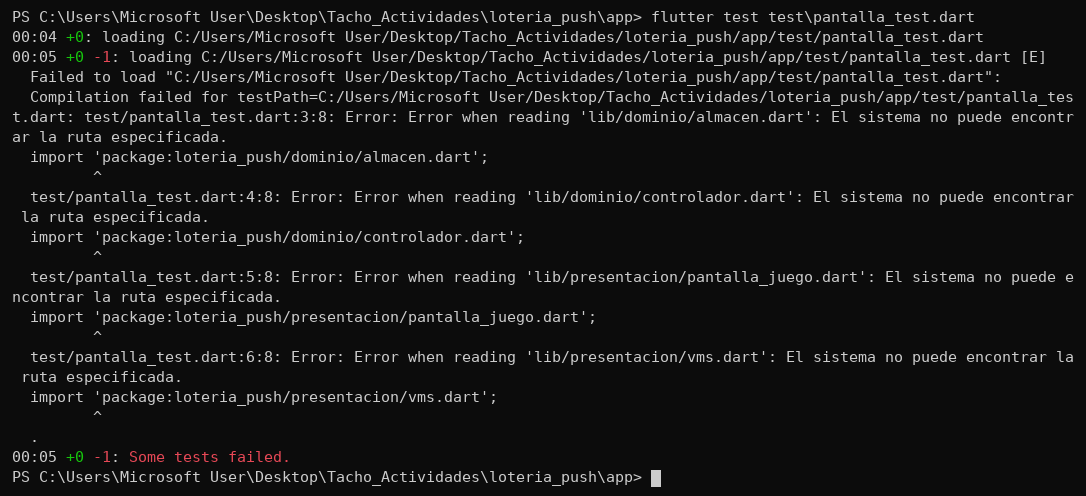 PS C:\Users\Microsoft User\Desktop\Tacho_Actividades\loteria_push\app> flutter test test\pantalla_test.dart
00:04 +0: loading C:/Users/Microsoft User/Desktop/Tacho_Actividades/loteria_push/app/test/pantalla_test.dart
00:05 +0 -1: loading C:/Users/Microsoft User/Desktop/Tacho_Actividades/loteria_push/app/test/pantalla_test.dart [E]
  Failed to load "C:/Users/Microsoft User/Desktop/Tacho_Actividades/loteria_push/app/test/pantalla_test.dart":
  Compilation failed for testPath=C:/Users/Microsoft User/Desktop/Tacho_Actividades/loteria_push/app/test/pantalla_tes
t.dart: test/pantalla_test.dart:3:8: Error: Error when reading 'lib/dominio/almacen.dart': El sistema no puede encontr
ar la ruta especificada.
  import 'package:loteria_push/dominio/almacen.dart';
         ^
  test/pantalla_test.dart:4:8: Error: Error when reading 'lib/dominio/controlador.dart': El sistema no puede encontrar
 la ruta especificada.
  import 'package:loteria_push/dominio/controlador.dart';
         ^
  test/pantalla_test.dart:5:8: Error: Error when reading 'lib/presentacion/pantalla_juego.dart': El sistema no puede e
ncontrar la ruta especificada.
  import 'package:loteria_push/presentacion/pantalla_juego.dart';
         ^
  test/pantalla_test.dart:6:8: Error: Error when reading 'lib/presentacion/vms.dart': El sistema no puede encontrar la
 ruta especificada.
  import 'package:loteria_push/presentacion/vms.dart';
         ^
  .
00:05 +0 -1: Some tests failed.
PS C:\Users\Microsoft User\Desktop\Tacho_Actividades\loteria_push\app>